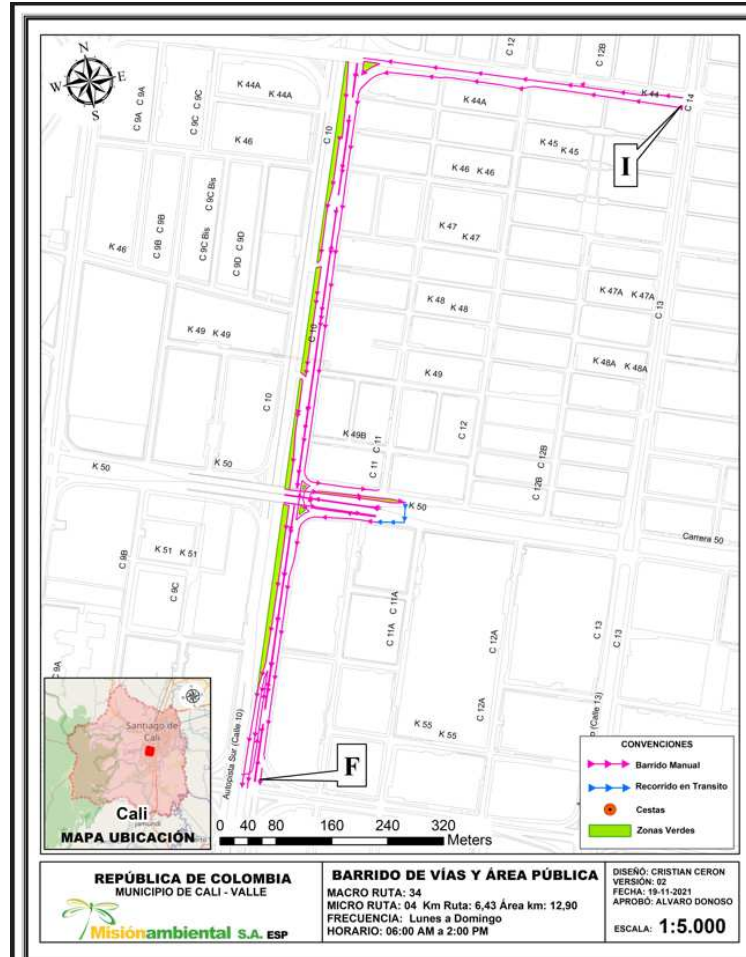 N
W E
S
C 12
C 12B
K 44
C 14
K 44A
K 44A
C 9A
C 9A
C 9C
C 9C
C 10
K 44A
I
K 46
K 45
K 45
K 46 K 46
C 9B
C 9B
C 9C Bis
C 9C Bis
C 9D
C 9D
K 46
K 47
K 47
K 47A K 47A
K 48
K 48
C 13
K 49 K 49
C 10
K 48A K 48A
K 49
C 10
K 49B
C 11
C 11
C 12
C 12B
C 12B
K 50
K 50
K 50
Carrera 50
K 51 K 51
C 9B
C 9C
C 11A
C 11A
C 12A
C 12A
C 13
C 13
C 9A
K 55
K 55
(Calle 13)
Autopista Sur (Calle 10)
F
Santiago de
Cali
Cali
Jamundí
MAPA UBICACIÓN
0 40 80 160 240 320
Meters
CONVENCIONES
Barrido Manual
Recorrido en Transito
Cestas
Zonas Verdes
REPÚBLICA DE COLOMBIA
MUNICIPIO DE CALI - VALLE
Misiónambiental S.A. ESP
BARRIDO DE VÍAS Y ÁREA PÚBLICA
MACRO RUTA: 34
MICRO RUTA: 04 Km Ruta: 6,43 Área km: 12,90
FRECUENCIA: Lunes a Domingo
HORARIO: 06:00 AM a 2:00 PM
DISEÑO: CRISTIAN CERON
VERSIÓN: 02
FECHA: 19-11-2021
APROBÓ: ALVARO DONOSO
ESCALA: 1:5.000